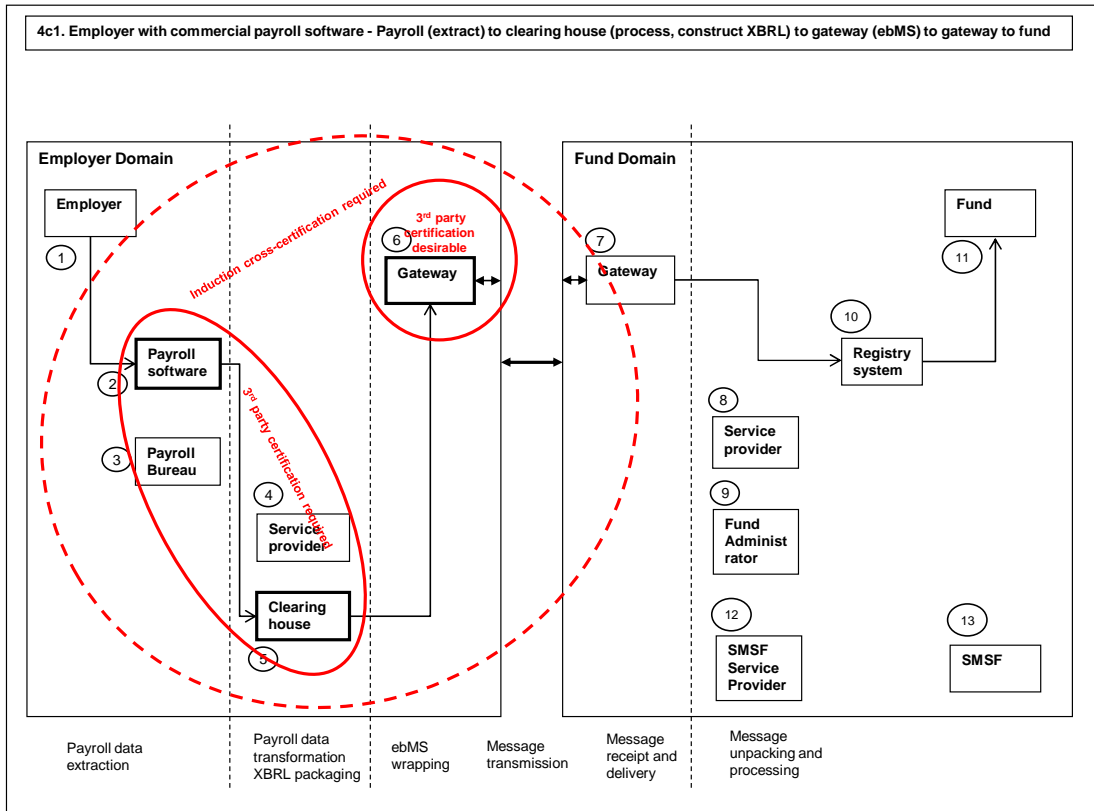 4c1. Employer with commercial payroll software - Payroll (extract) to clearing house (process, construct XBRL) to gateway (ebMS) to gateway to fund
Employer Domain
Fund Domain
Employer
1
Induction cross-certification required
3rd party
certification
desirable
6
Gateway
7
Gateway
Fund
11
10
Registry
system
Payroll
software
2
3rd party certification required
3
Payroll
Bureau
4
Service
provider
Clearing
house
5
8
Service
provider
9
Fund
Administ
rator
12
SMSF
Service
Provider
13
SMSF
Payroll data
extraction
Payroll data
transformation
XBRL packaging
ebMS
wrapping
Message
transmission
Message
receipt and
delivery
Message
unpacking and
processing